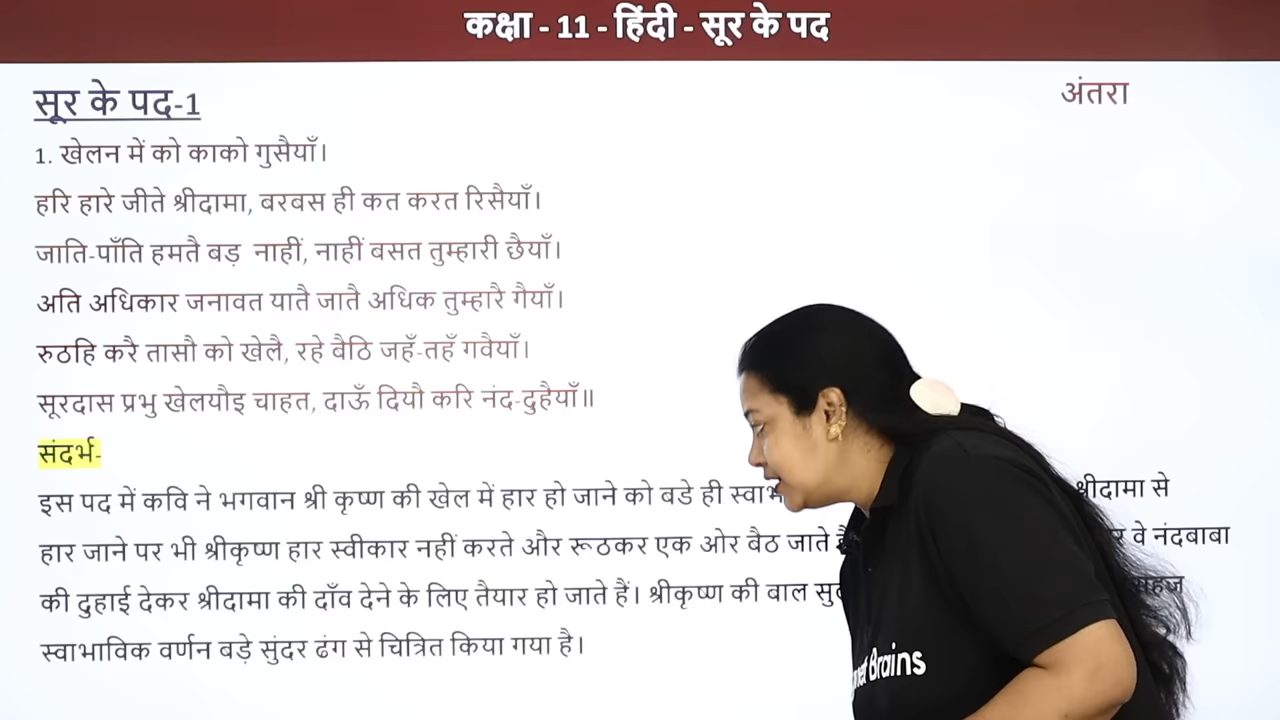 कक्षा - 11 - हिंदी - सूर के पद
सूर के पद-1
अंतरा
1. खेलन में को काको गुसैयाँ।
हरि हारे जीते श्रीदामा, बरबस ही कत करत रिसैयाँ।
जाति-पाँति हमतै बड़ नाहीं, नाहीं बसत तुम्हारी छैयाँ।
अति अधिकार जनावत यातै जातै अधिक तुम्हारै गैयाँ।
रुठहि करै तासौ को खेलै, रहे बैठि जहँ-तहँ गवैयाँ।
सूरदास प्रभु खेलयौइ चाहत, दाऊँ दियौ करि नंद-दुहैयाँ॥
संदर्भ-
इस पद में कवि ने भगवान श्री कृष्ण की खेल में हार हो जाने को बडे ही श्रीदामा से
हार जाने पर भी श्रीकृष्ण हार स्वीकार नहीं करते और रूठकर एक ओर बैठ जाते वे नंदबाबा
की दुहाई देकर श्रीदामा की दाँव देने के लिए तैयार हो जाते हैं। श्रीकृष्ण की बाल
स्वाभाविक वर्णन बड़े सुंदर ढंग से चित्रित किया गया है।
Brains